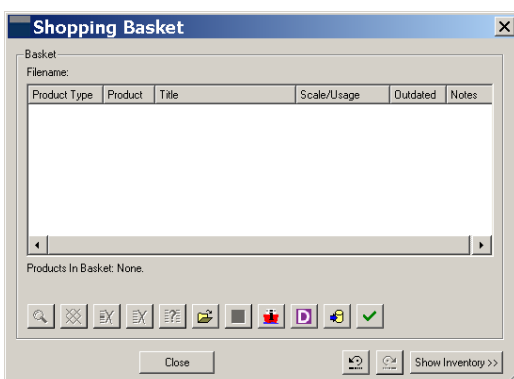 Shopping Basket
Basket
Filename:
Product Type Product Title Scale/Usage Outdated Notes
Products In Basket: None.
D
Close Show Inventory >>